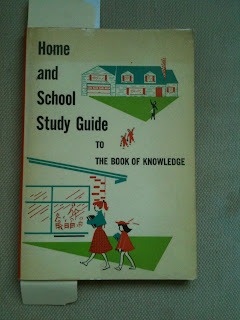 Home
and
School
Study Guide
TO
THE BOOK OF KNOWLEDGE